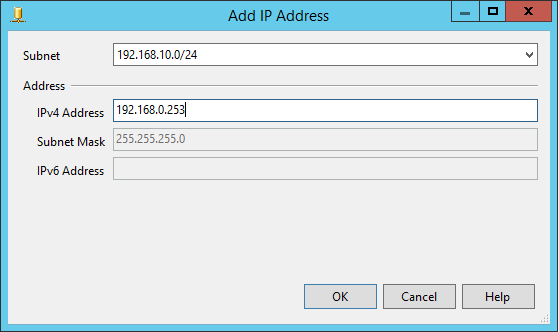 Add IP Address
Subnet 192.168.10.0/24
Address
IPv4 Address 192.168.0.253
Subnet Mask 255.255.255.0
IPv6 Address
OK Cancel Help